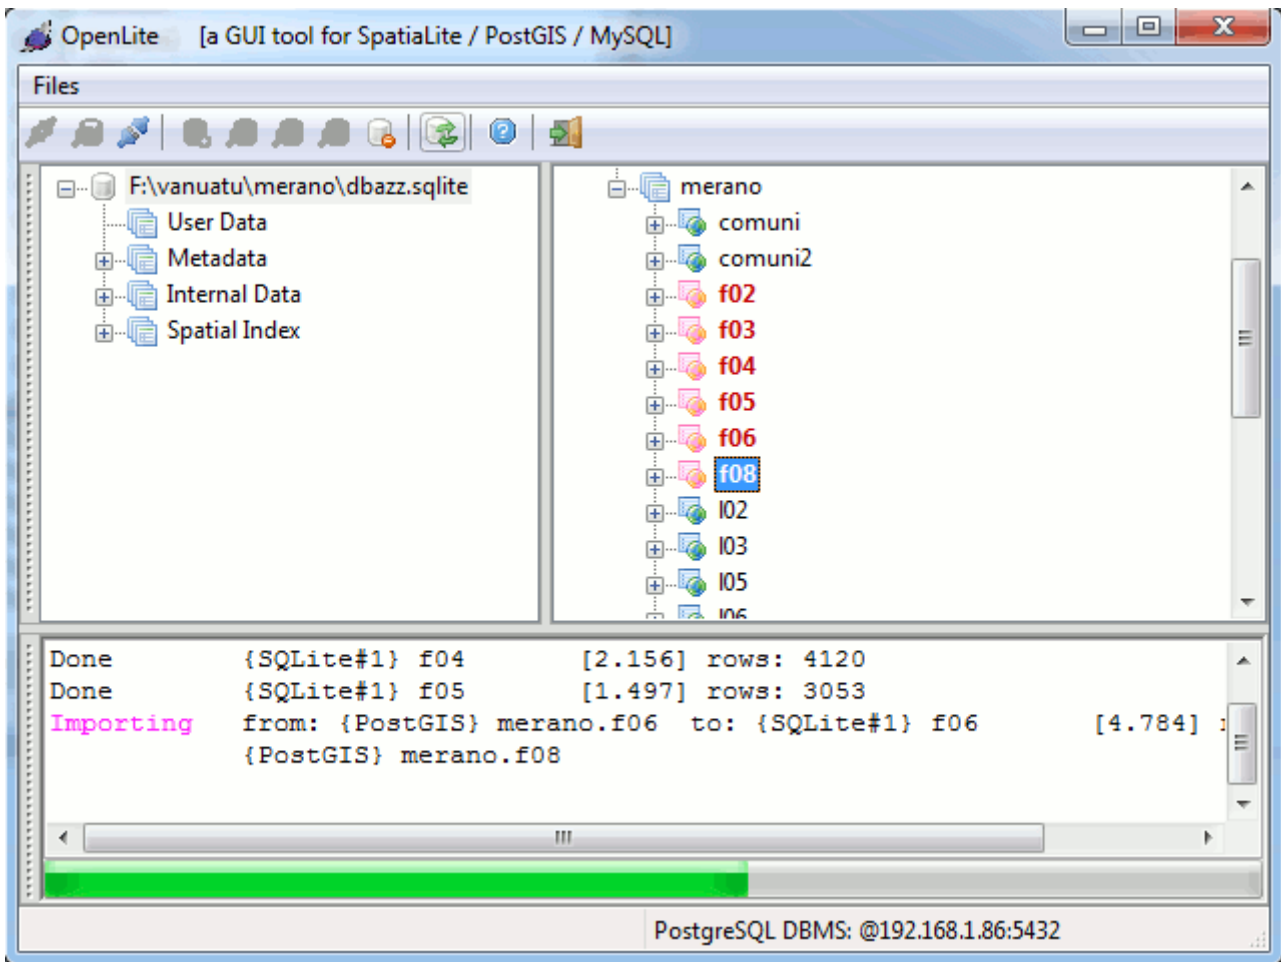 OpenLite [a GUI tool for SpatiaLite / PostGIS / MySQL]
Files
F:\vanuatu\merano\dbazz.sqlite
User Data
Metadata
Internal Data
Spatial Index
merano
comuni
comuni2
f02
f03
f04
f05
f06
f08
l02
l03
l05
l06
Done {SQLite#1} f04 [2.156] rows: 4120
Done {SQLite#1} f05 [1.497] rows: 3053
Importing from: {PostGIS} merano.f06 to: {SQLite#1} f06 [4.784]
{PostGIS} merano.f08
PostgreSQL DBMS: @192.168.1.86:5432